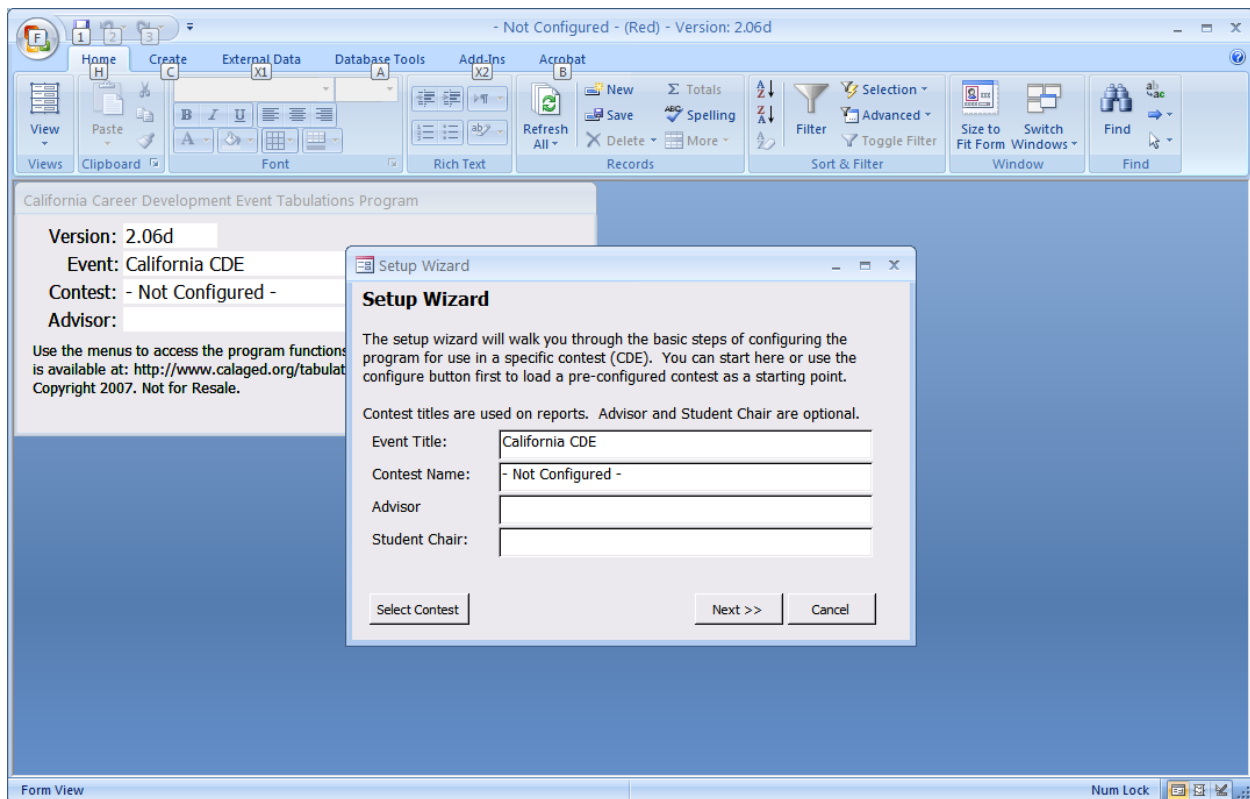 - Not Configured - (Red) - Version: 2.06d
F 1 2 3
Home Create External Data Database Tools Add-Ins Acrobat
H C X1 A X2 B
View
Views
Paste
Clipboard
B I U
A
Font
ab
Rich Text
Refresh
All
New
Save
Delete
Σ Totals
ABC Spelling
More
Records
A
Z
Z
A
Filter
Selection
Advanced
Toggle Filter
Sort & Filter
Size to
Fit Form
Switch
Windows
Window
Find
ab
ac
Find
California Career Development Event Tabulations Program
Version: 2.06d
Event: California CDE
Contest: - Not Configured -
Advisor:
Use the menus to access the program functions
is available at: http://www.calaged.org/tabulat
Copyright 2007. Not for Resale.
Setup Wizard
Setup Wizard
The setup wizard will walk you through the basic steps of configuring the
program for use in a specific contest (CDE). You can start here or use the
configure button first to load a pre-configured contest as a starting point.
Contest titles are used on reports. Advisor and Student Chair are optional.
Event Title: California CDE
Contest Name: - Not Configured -
Advisor
Student Chair:
Select Contest Next >> Cancel
Form View Num Lock